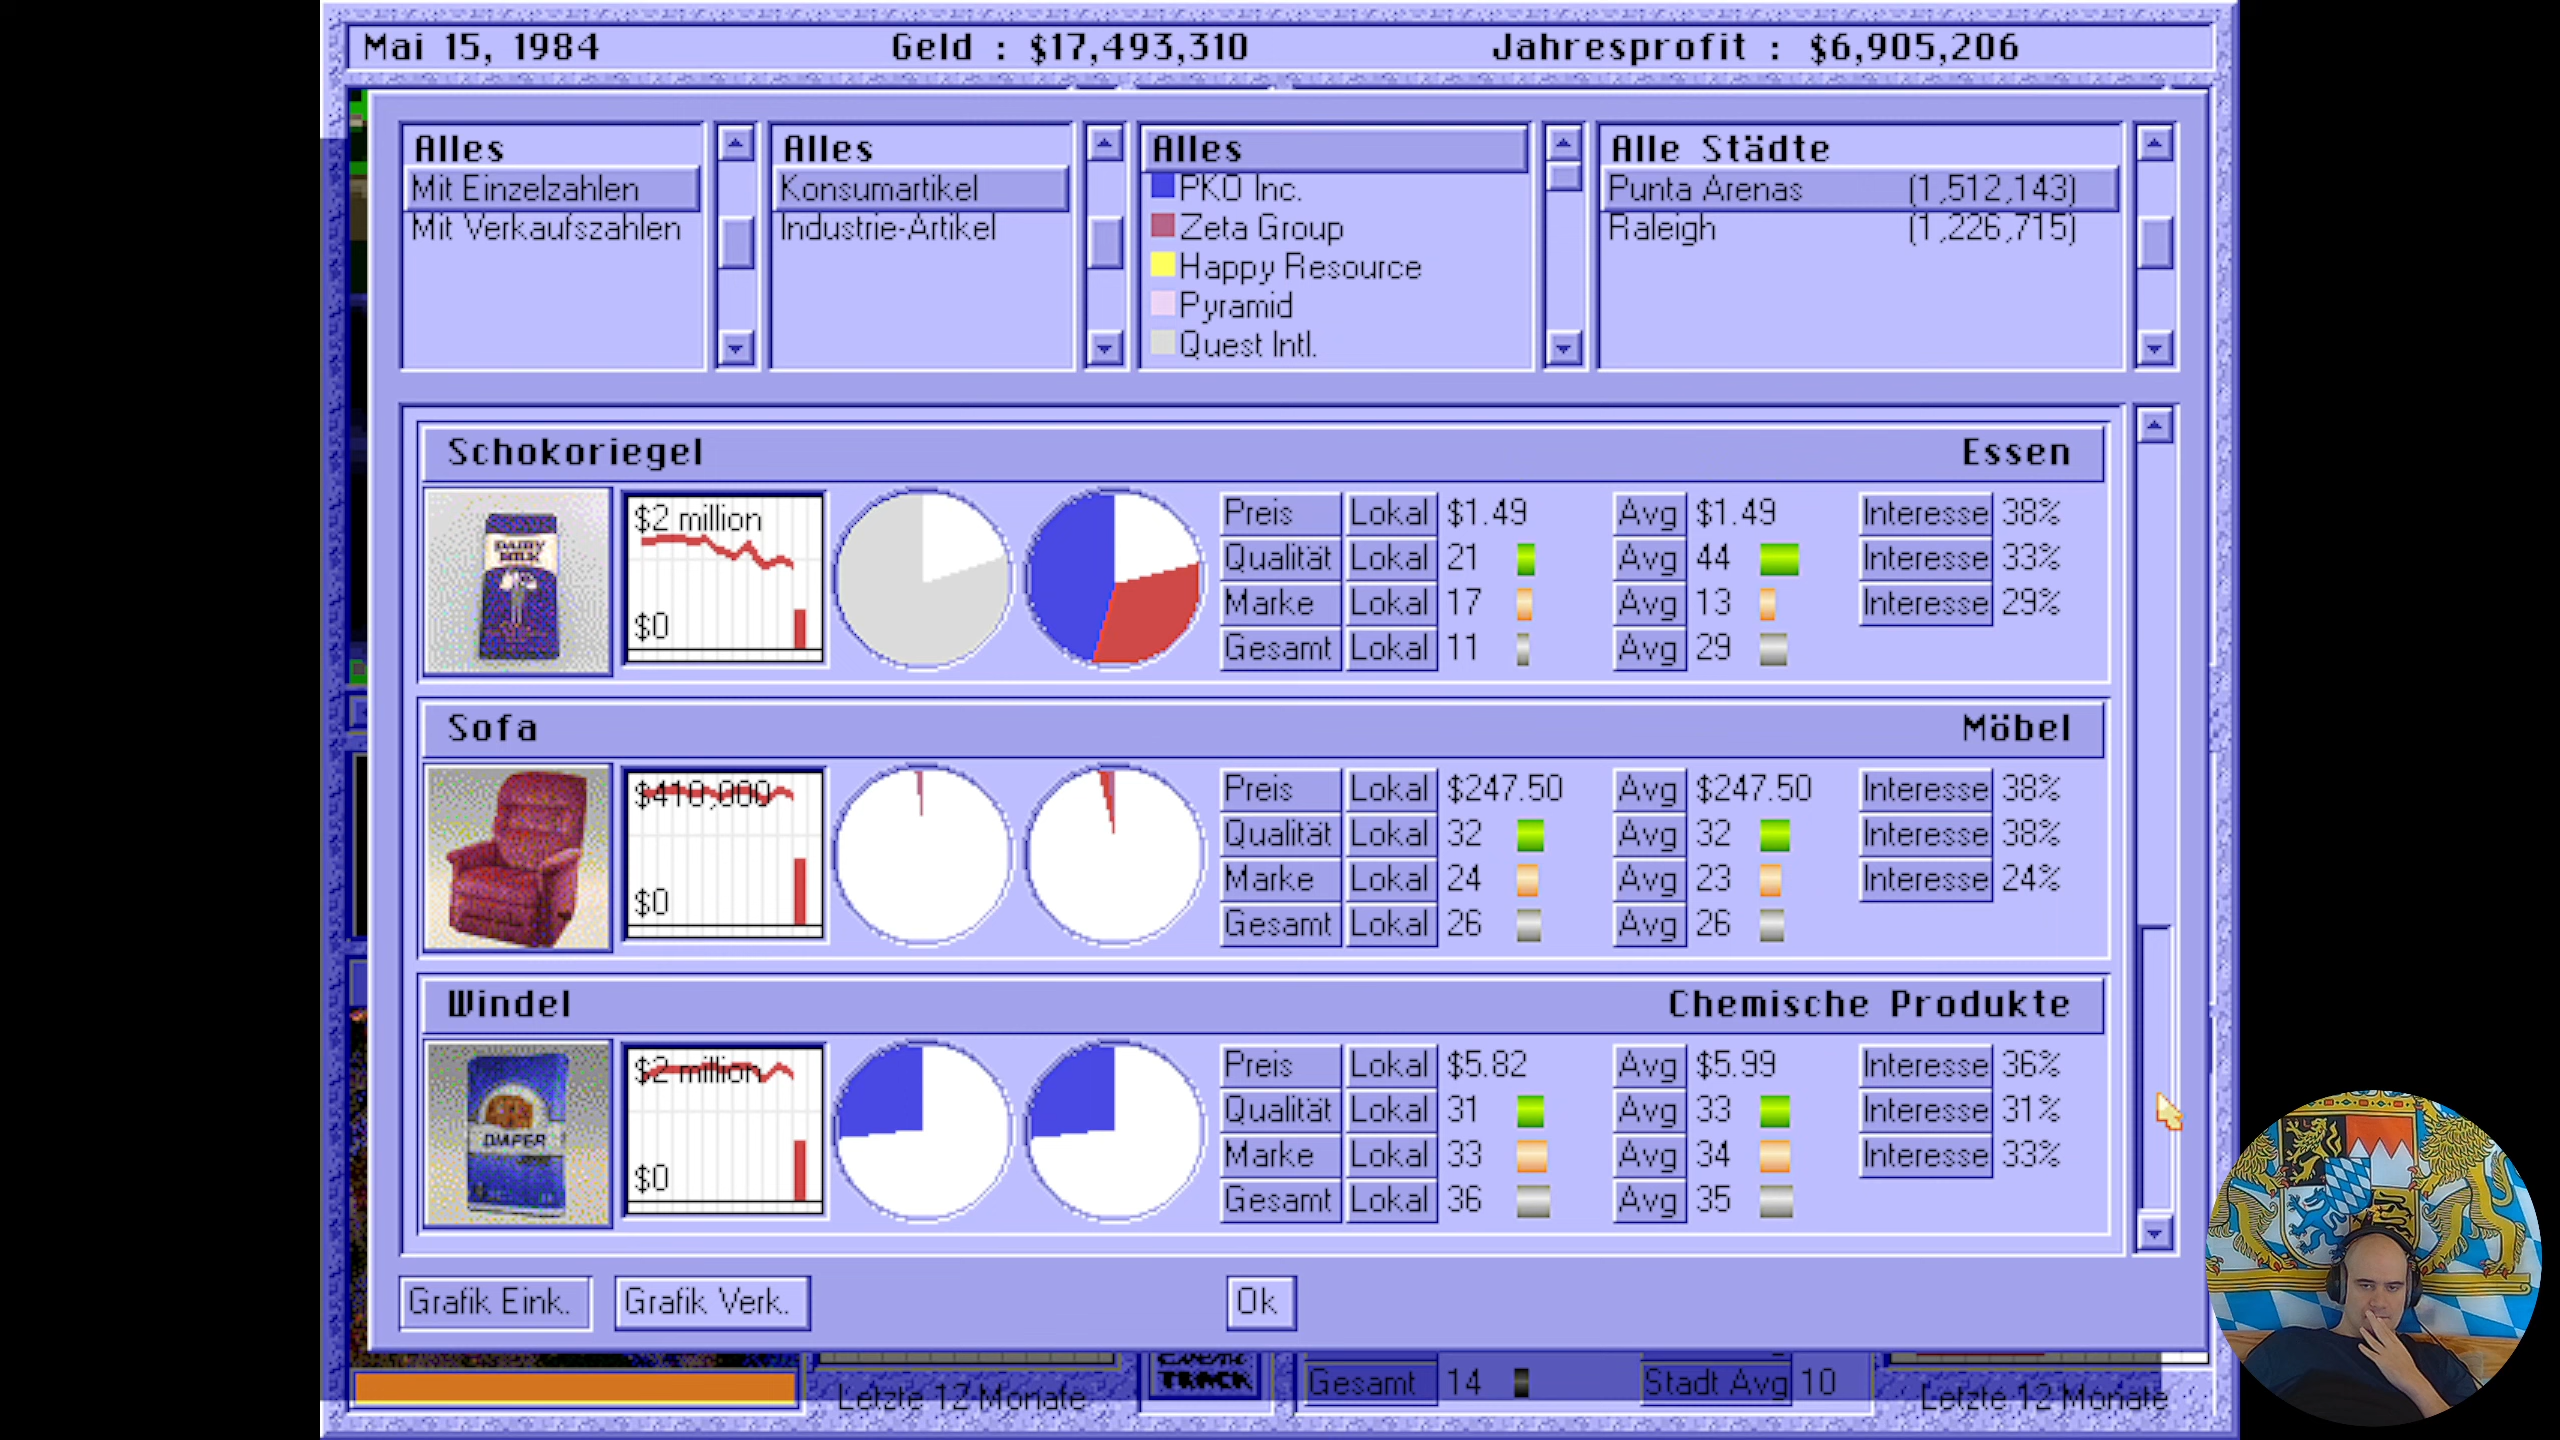 Mai 15, 1984 Geld : $17,493,310 Jahresprofit : $6,905,206
Alles
Mit Einzelzahlen
Mit Verkaufszahlen
Alles
Konsumartikel
Industrie-Artikel
Alles
PKO Inc.
Zeta Group
Happy Resource
Pyramid
Quest Intl.
Alle Städte
Punta Arenas (1,512,143)
Raleigh (1,226,715)
Schokoriegel Essen
DAIRY
MILK
$2 million
$0
Preis Lokal $1.49 Avg $1.49 Interesse 38%
Qualität Lokal 21 Avg 44 Interesse 33%
Marke Lokal 17 Avg 13 Interesse 29%
Gesamt Lokal 11 Avg 29
Sofa Möbel
$410,000
$0
Preis Lokal $247.50 Avg $247.50 Interesse 38%
Qualität Lokal 32 Avg 32 Interesse 38%
Marke Lokal 24 Avg 23 Interesse 24%
Gesamt Lokal 26 Avg 26
Windel Chemische Produkte
DIAPER
$2 million
$0
Preis Lokal $5.82 Avg $5.99 Interesse 36%
Qualität Lokal 31 Avg 33 Interesse 31%
Marke Lokal 33 Avg 34 Interesse 33%
Gesamt Lokal 36 Avg 35
Grafik Eink. Grafik Verk. Ok
TRACK
Gesamt 14 Stadt Avg 10
Letzte 12 Monate Letzte 12 Monate